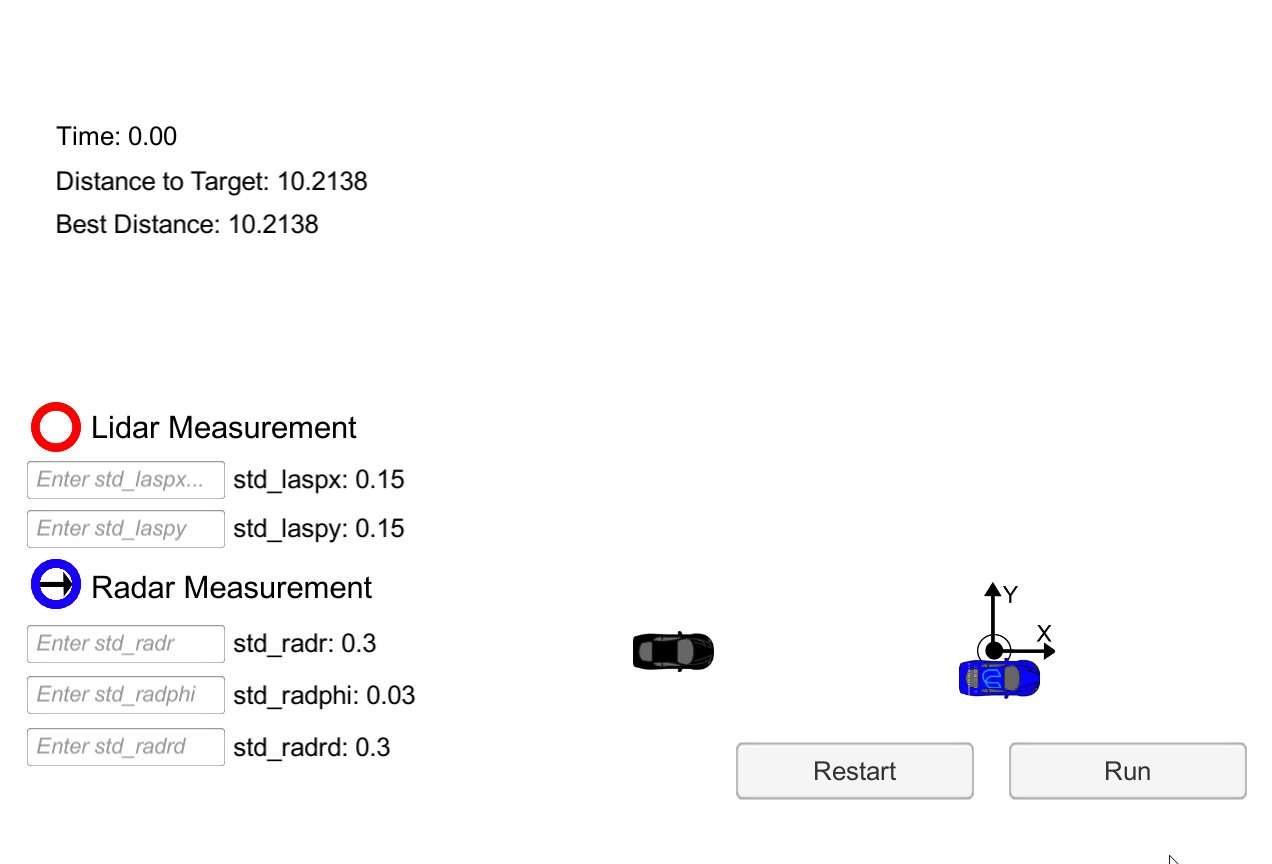 Time: 0.00
Distance to Target: 10.2138
Best Distance: 10.2138
Lidar Measurement
Enter std_laspx... std_laspx: 0.15
Enter std_laspy std_laspy: 0.15
Radar Measurement
Enter std_radr std_radr: 0.3
Enter std_radphi std_radphi: 0.03
Enter std_radrd std_radrd: 0.3
Y
X
Restart
Run